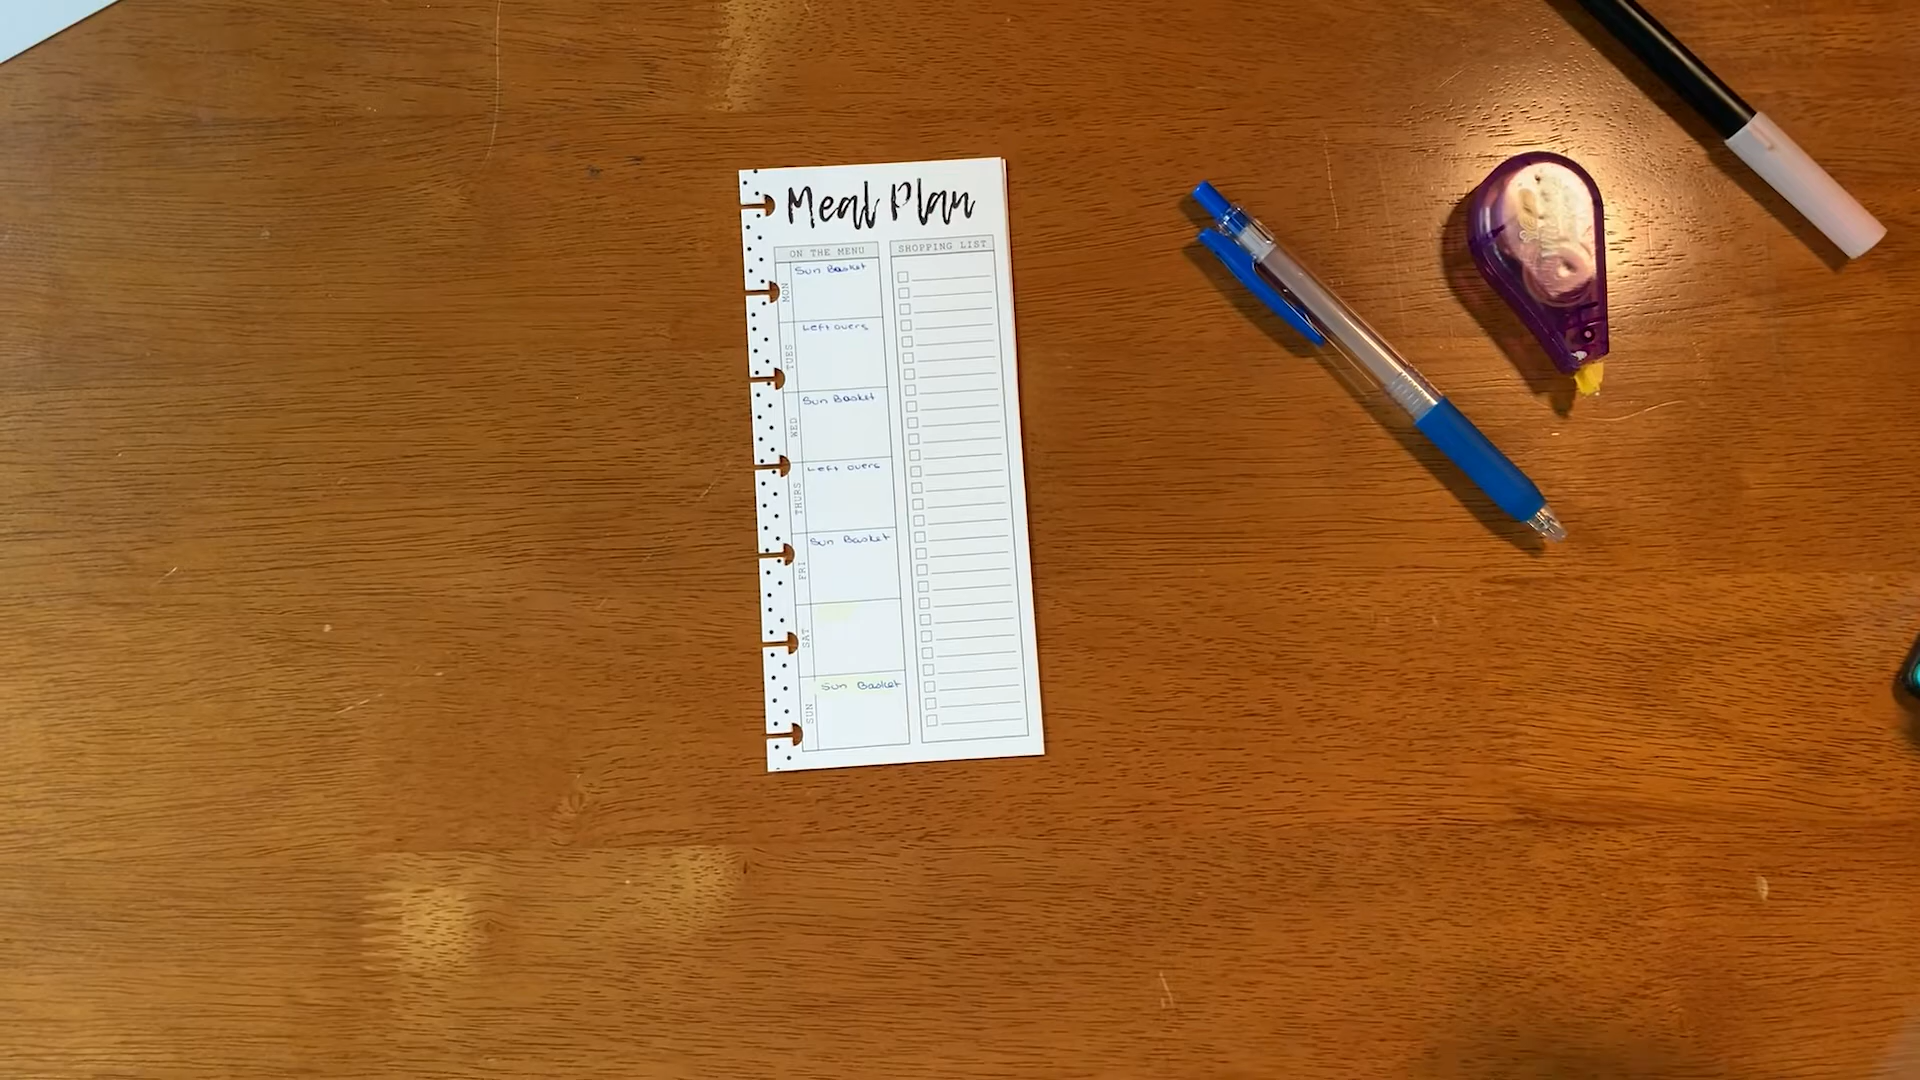 Meal Plan
ON THE MENU
SHOPPING LIST
MON
Sun Basket
TUES
Left overs
WED
Sun Basket
THURS
Left overs
FRI
Sun Basket
SAT
SUN
Sun Basket